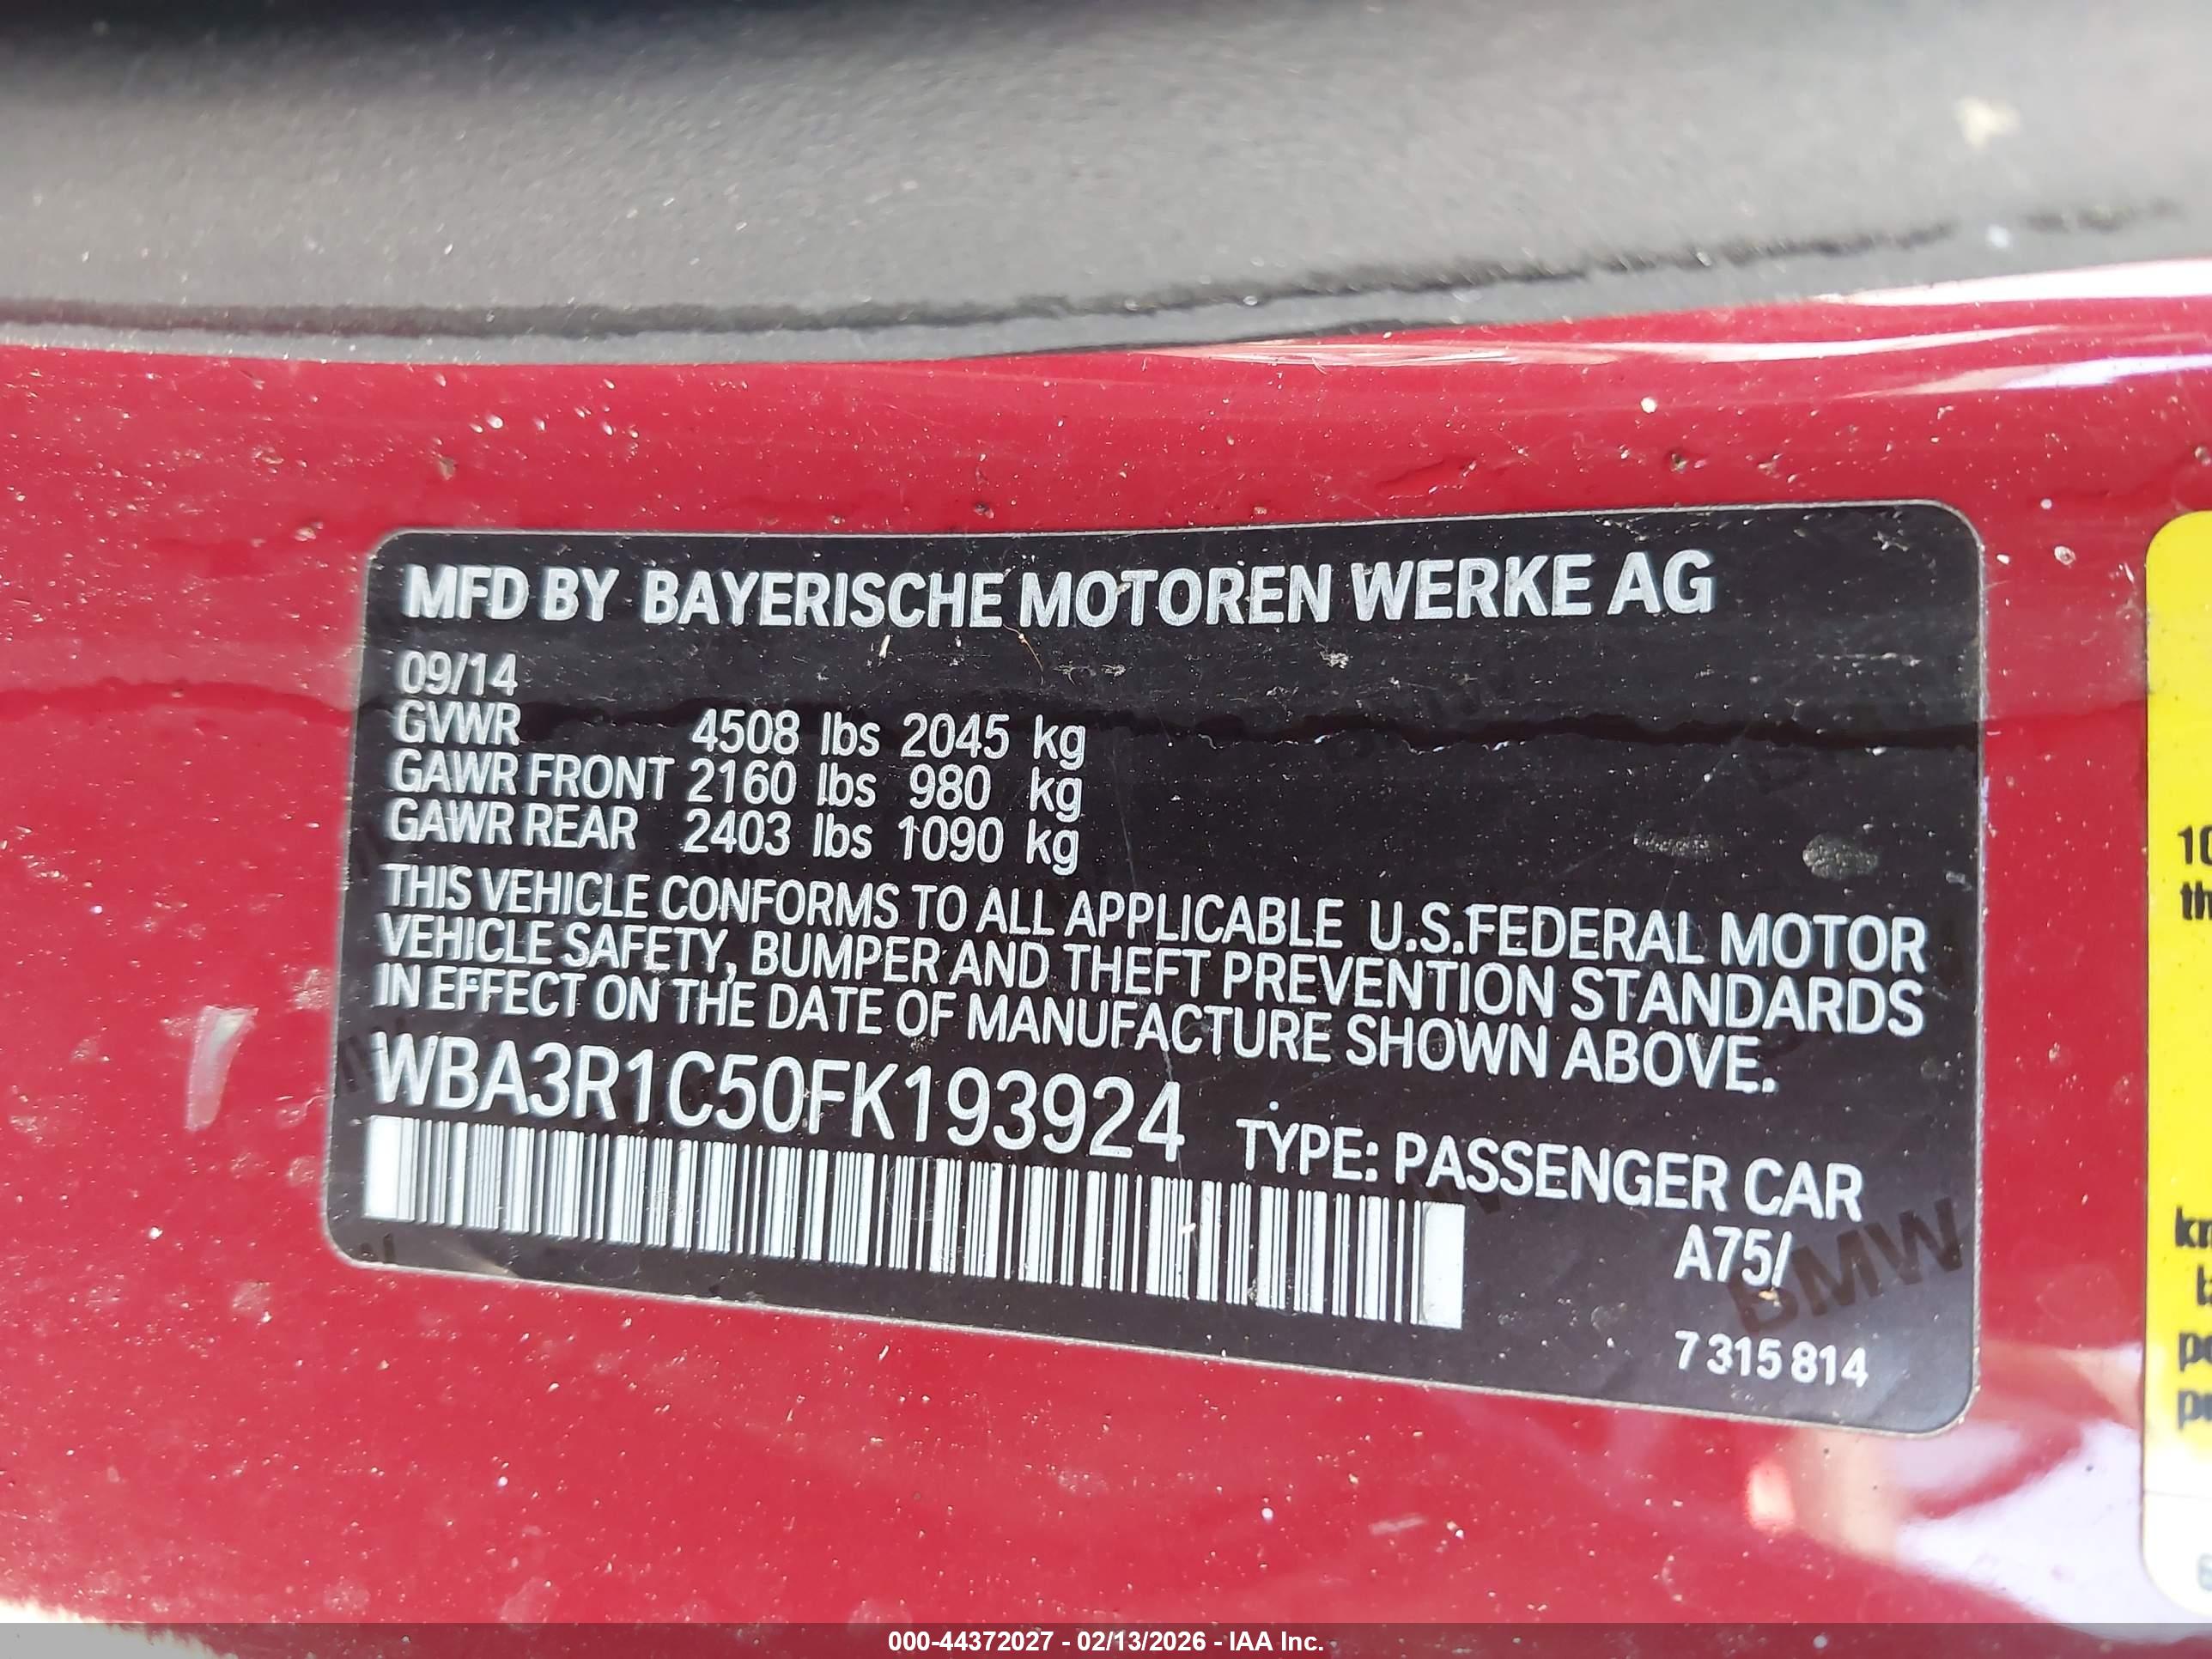 MFD BY BAYERISCHE MOTOREN WERKE AG
09/14
GVWR 4508 lbs 2045 kg
GAWR FRONT 2160 lbs 980 kg
GAWR REAR 2403 lbs 1090 kg
THIS VEHICLE CONFORMS TO ALL APPLICABLE U.S.FEDERAL MOTOR
VEHICLE SAFETY, BUMPER AND THEFT PREVENTION STANDARDS
IN EFFECT ON THE DATE OF MANUFACTURE SHOWN ABOVE.
WBA3R1C50FK193924 TYPE: PASSENGER CAR
A75/
BMW
7 315 814
10
th
000-44372027 - 02/13/2026 - IAA Inc.